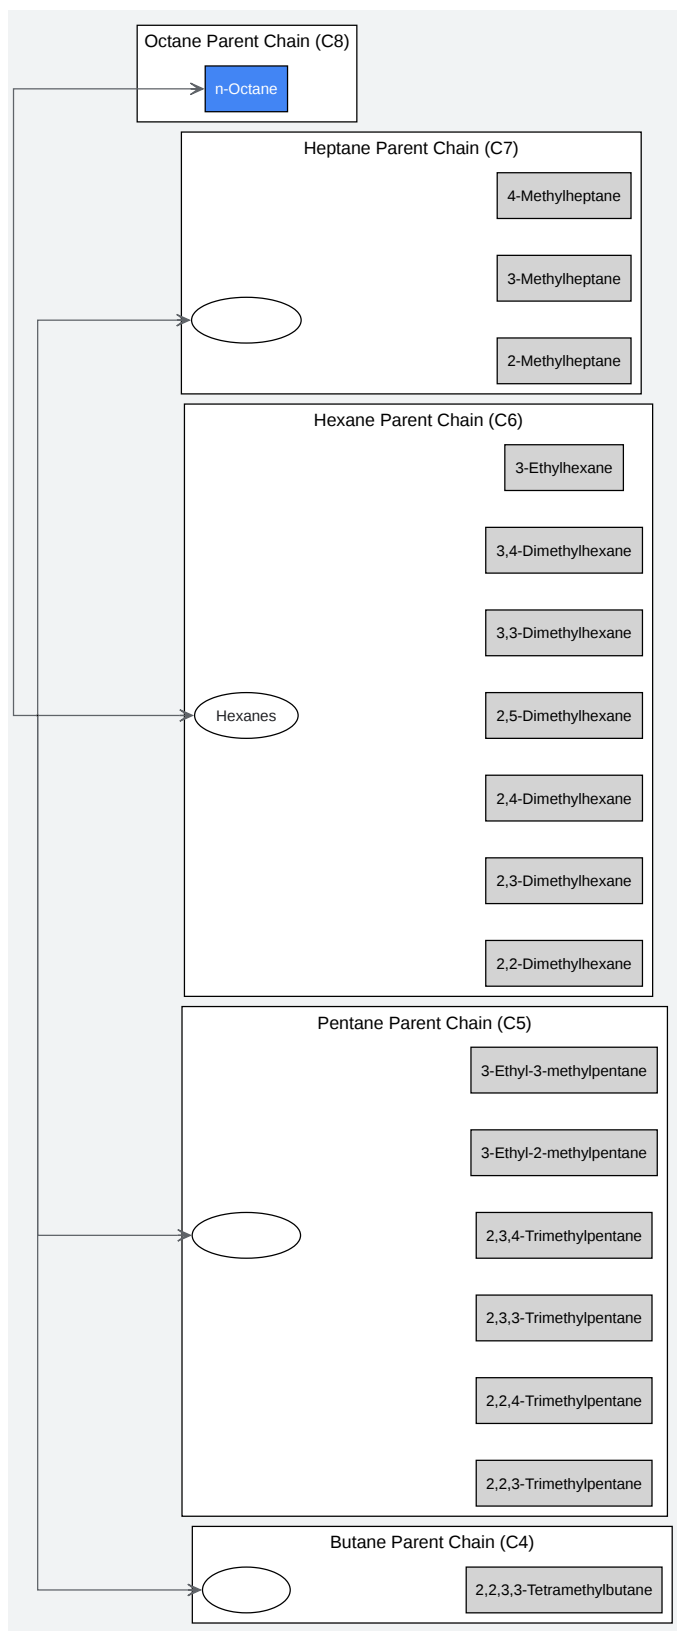 Octane Parent Chain (C8)
n-Octane
Heptane Parent Chain (C7)
4-Methylheptane
3-Methylheptane
2-Methylheptane
Hexane Parent Chain (C6)
3-Ethylhexane
3,4-Dimethylhexane
3,3-Dimethylhexane
Hexanes
2,5-Dimethylhexane
2,4-Dimethylhexane
2,3-Dimethylhexane
2,2-Dimethylhexane
Pentane Parent Chain (C5)
3-Ethyl-3-methylpentane
3-Ethyl-2-methylpentane
2,3,4-Trimethylpentane
2,3,3-Trimethylpentane
2,2,4-Trimethylpentane
2,2,3-Trimethylpentane
Butane Parent Chain (C4)
2,2,3,3-Tetramethylbutane